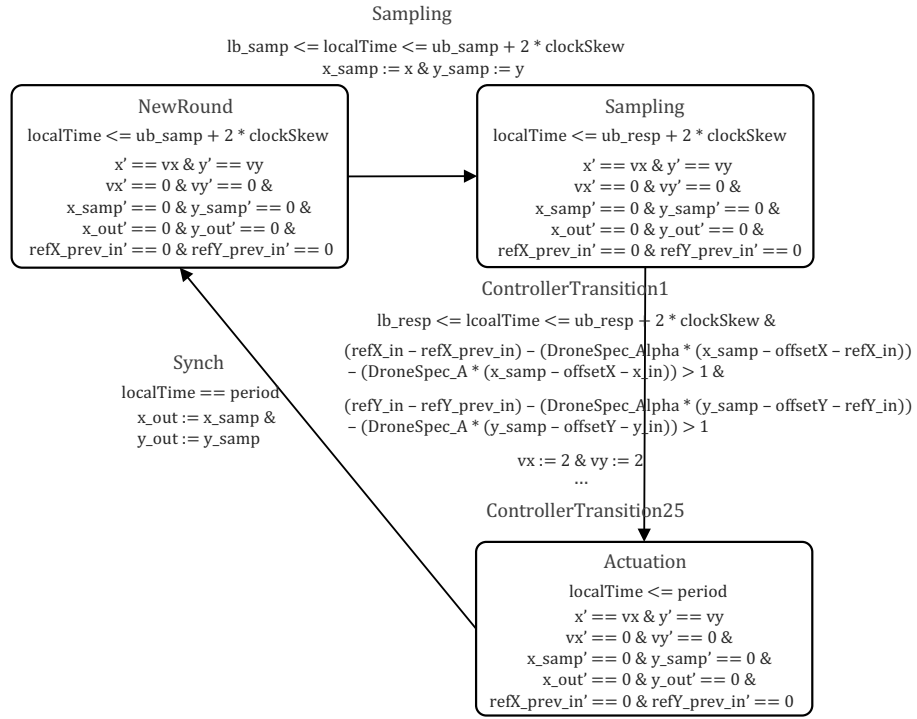 Sampling
lb_samp <= localTime <= ub_samp + 2 * clockSkew
x_samp := x & y_samp := y
NewRound
localTime <= ub_samp + 2 * clockSkew
x' == vx & y' == vy
vx' == 0 & vy' == 0 &
x_samp' == 0 & y_samp' == 0 &
x_out' == 0 & y_out' == 0 &
refX_prev_in' == 0 & refY_prev_in' == 0
Sampling
localTime <= ub_resp + 2 * clockSkew
x' == vx & y' == vy
vx' == 0 & vy' == 0 &
x_samp' == 0 & y_samp' == 0 &
x_out' == 0 & y_out' == 0 &
refX_prev_in' == 0 & refY_prev_in' == 0
ControllerTransition1
lb_resp <= lcoalTime <= ub_resp + 2 * clockSkew &
(refX_in – refX_prev_in) – (DroneSpec_Alpha * (x_samp – offsetX – refX_in))
– (DroneSpec_A * (x_samp – offsetX – x_in)) > 1 &
(refY_in – refY_prev_in) – (DroneSpec_Alpha * (y_samp – offsetY – refY_in))
– (DroneSpec_A * (y_samp – offsetY – y_in)) > 1
vx := 2 & vy := 2
...
ControllerTransition25
Synch
localTime == period
x_out := x_samp &
y_out := y_samp
Actuation
localTime <= period
x' == vx & y' == vy
vx' == 0 & vy' == 0 &
x_samp' == 0 & y_samp' == 0 &
x_out' == 0 & y_out' == 0 &
refX_prev_in' == 0 & refY_prev_in' == 0